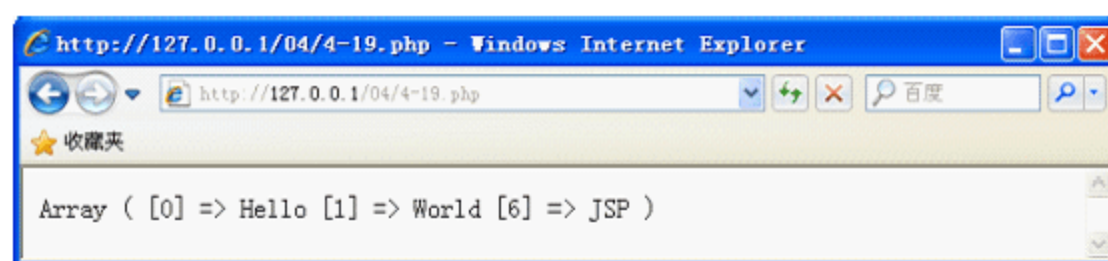 http://127.0.0.1/04/4-19.php - Windows Internet Explorer
http://127.0.0.1/04/4-19.php 百度
收藏夹
Array ( [0] => Hello [1] => World [6] => JSP )